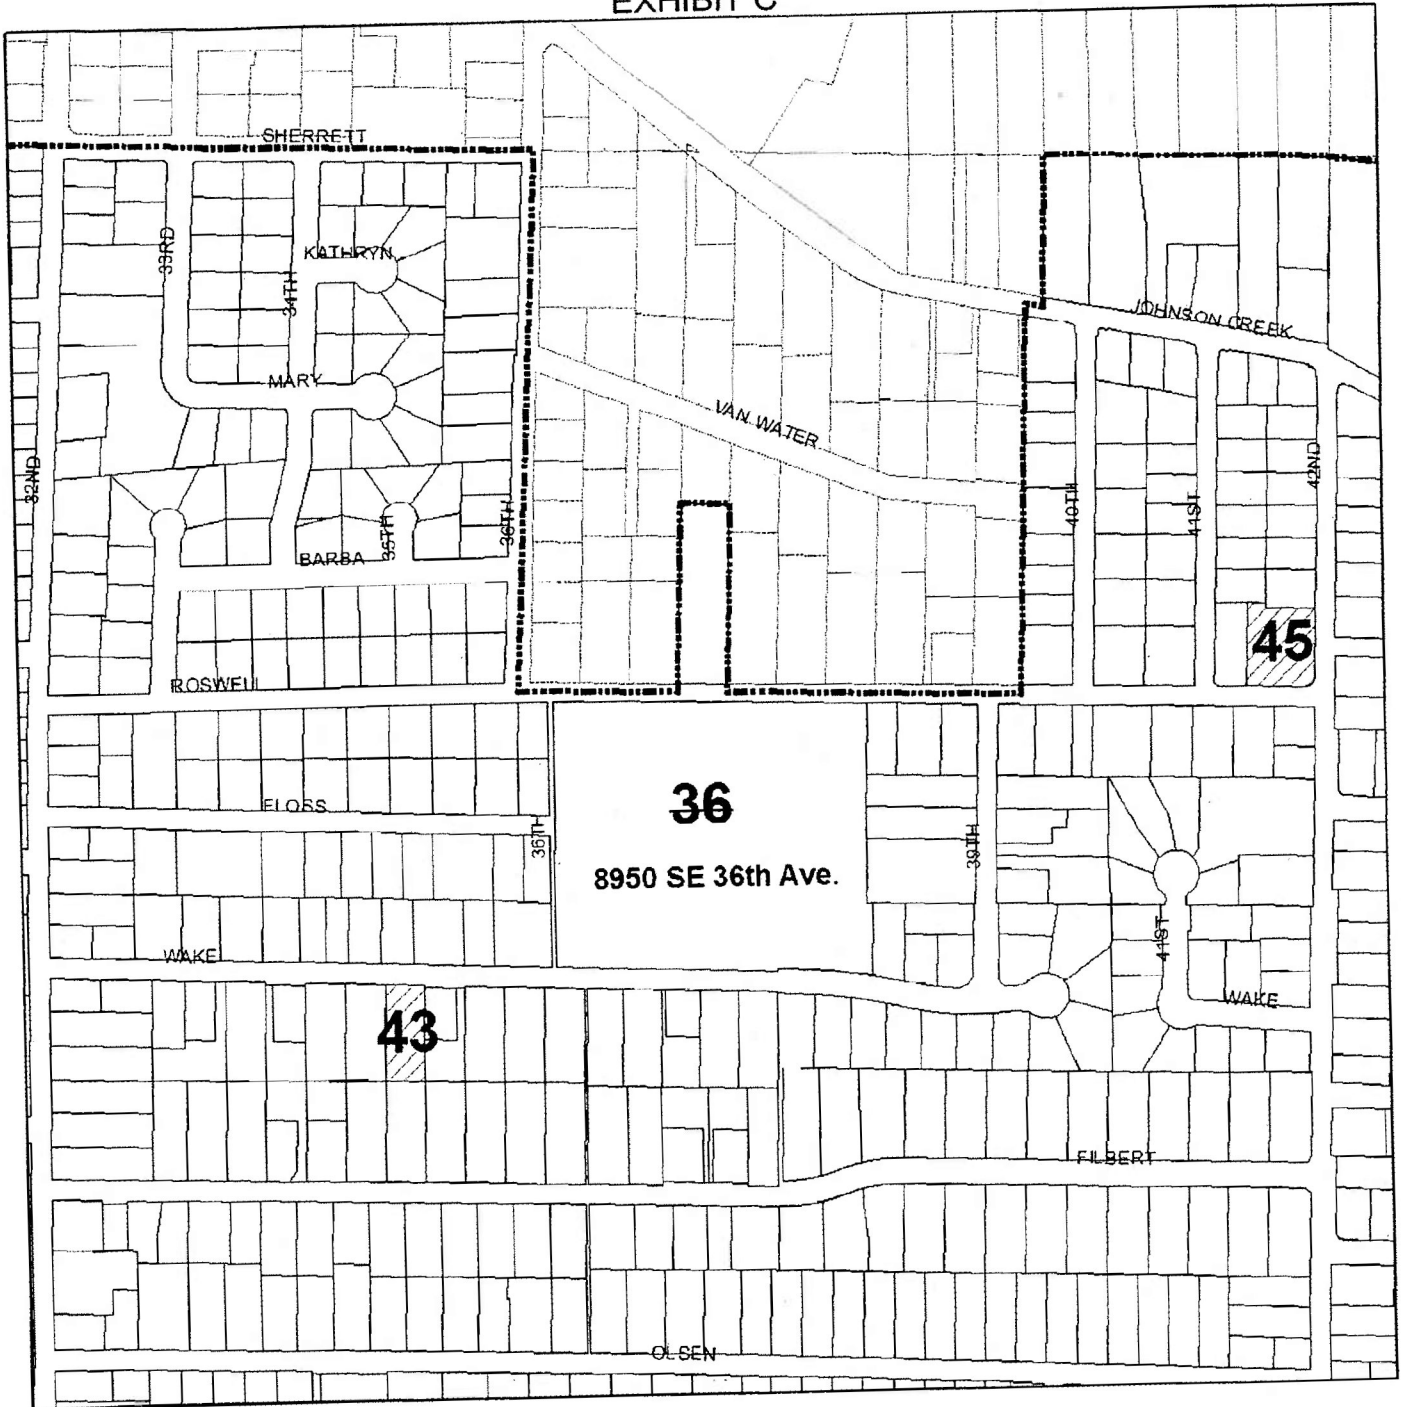 EXHIBIT C
SHERRETT
33RD
KATHRYN
34TH
JOHNSON CREEK
MARY
VAN WATER
32ND
42ND
36TH
40TH
41ST
35TH
BARBA
45
ROSWELL
36
FLOSS
36TH
39TH
8950 SE 36th Ave.
41ST
WAKE
WAKE
43
FILBERT
OLSEN